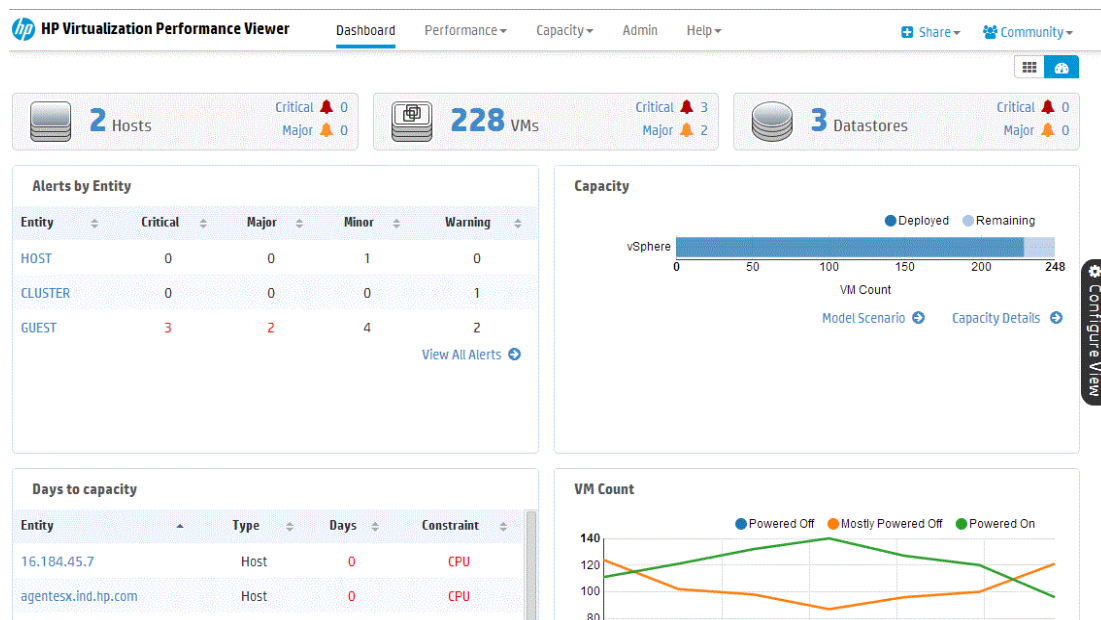 hp HP Virtualization Performance Viewer Dashboard Performance Capacity Admin Help Share Community
2 Hosts Critical 0 Major 0
228 VMs Critical 3 Major 2
3 Datastores Critical 0 Major 0
Alerts by Entity
Entity Critical Major Minor Warning
HOST 0 0 1 0
CLUSTER 0 0 0 1
GUEST 3 2 4 2
View All Alerts
Capacity
Deployed Remaining
vSphere
0 50 100 150 200 248
VM Count
Model Scenario Capacity Details
Configure View
Days to capacity
Entity Type Days Constraint
16.184.45.7 Host 0 CPU
agentesx.ind.hp.com Host 0 CPU
VM Count
Powered Off Mostly Powered Off Powered On
140
120
100
80